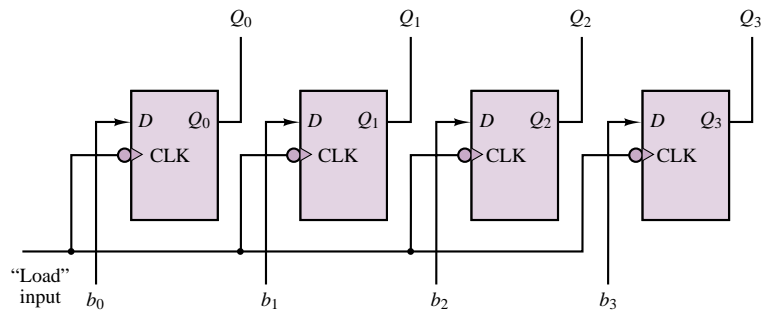 Q0 Q1 Q2 Q3
D Q0 D Q1 D Q2 D Q3
CLK CLK CLK CLK
“Load”
input
b0 b1 b2 b3